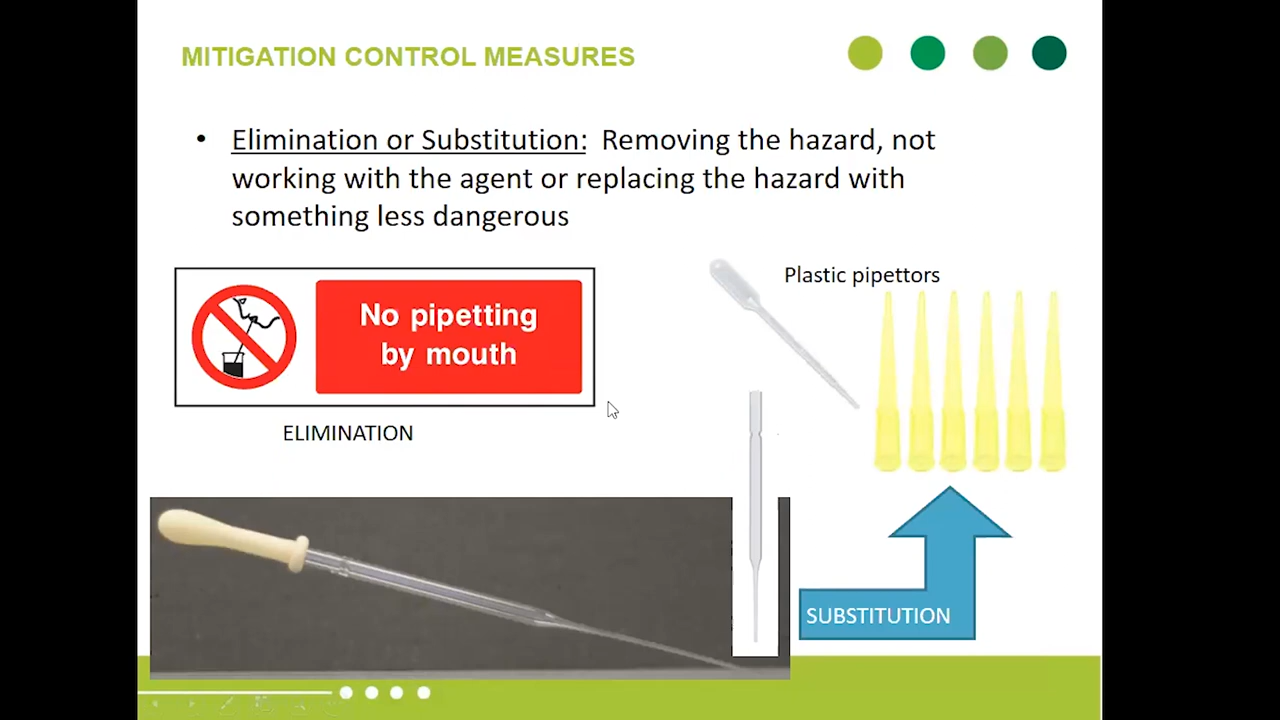 MITIGATION CONTROL MEASURES
• Elimination or Substitution: Removing the hazard, not
working with the agent or replacing the hazard with
something less dangerous
No pipetting
by mouth
ELIMINATION
Plastic pipettors
SUBSTITUTION